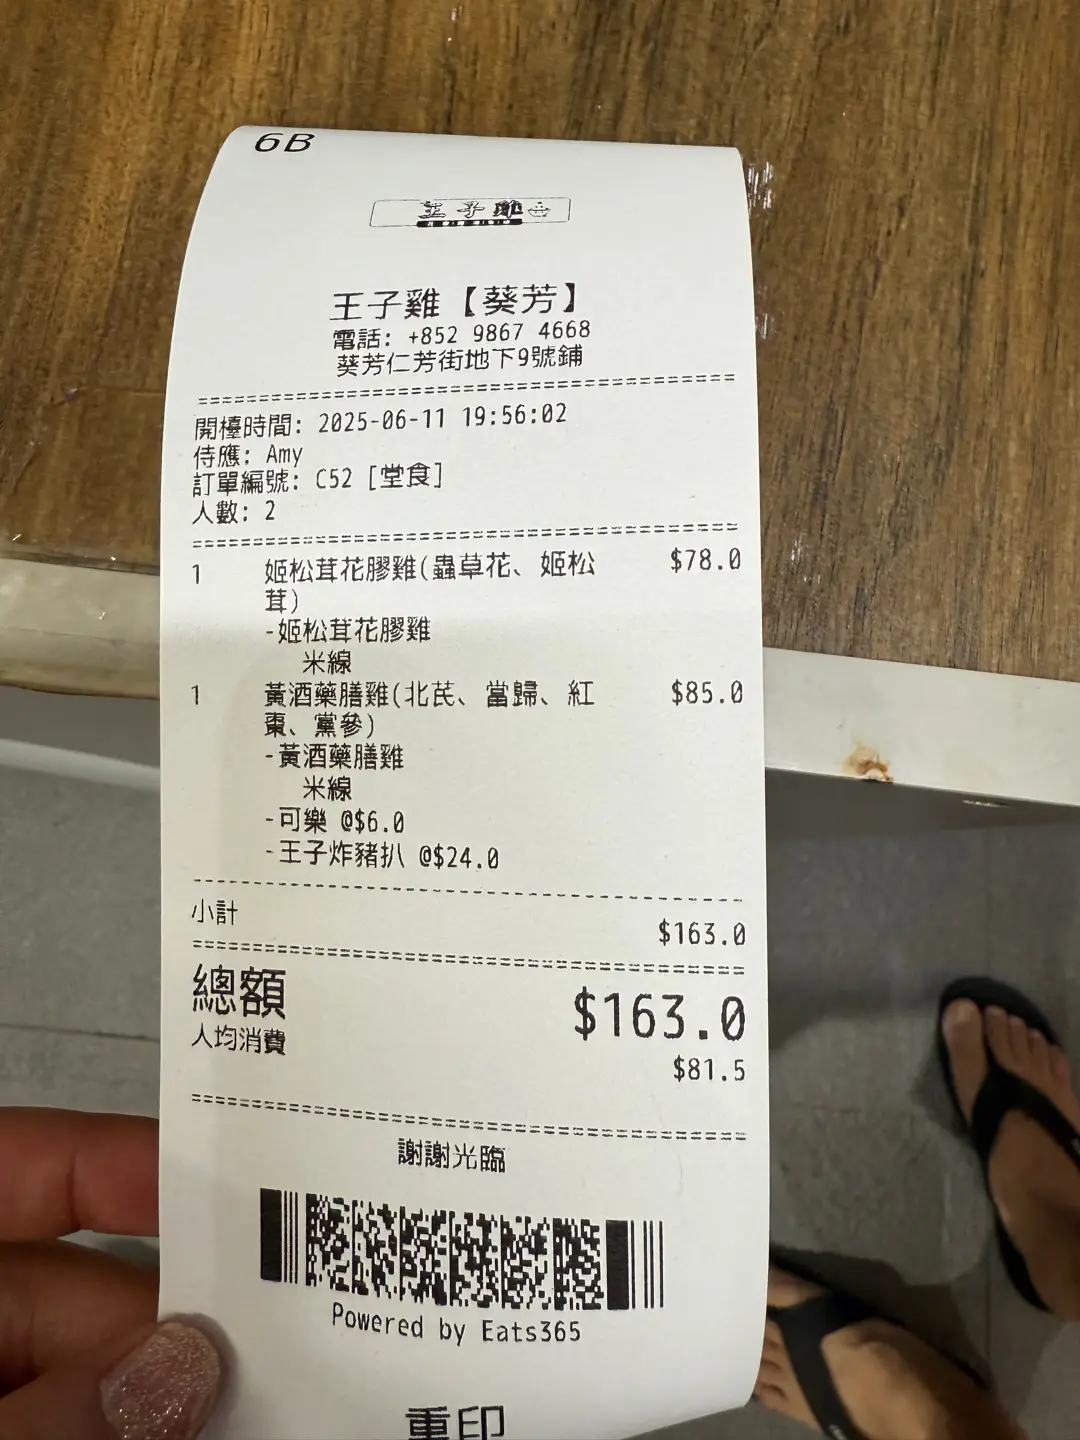 6B
王子雞
王子雞【葵芳】
電話: +852 9867 4668
葵芳仁芳街地下9號鋪
開檯時間: 2025-06-11 19:56:02
侍應: Amy
訂單編號: C52 [堂食]
人數: 2
1 姬松茸花膠雞(蟲草花、姬松 $78.0
茸)
-姬松茸花膠雞
米線
1 黃酒藥膳雞(北芪、當歸、紅 $85.0
棗、黨參)
-黃酒藥膳雞
米線
-可樂 @$6.0
-王子炸豬扒 @$24.0
小計 $163.0
總額 $163.0
人均消費 $81.5
謝謝光臨
Powered by Eats365
重印